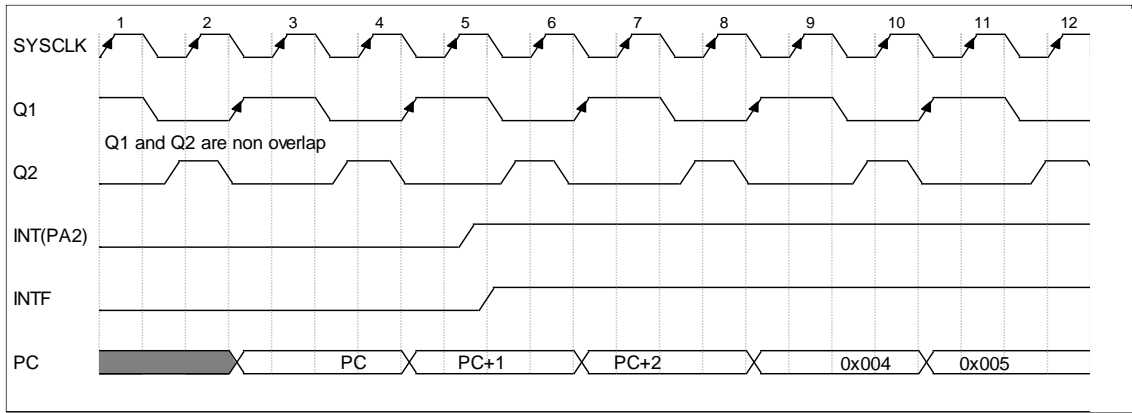 1 2 3 4 5 6 7 8 9 10 11 12
SYSCLK
Q1
Q1 and Q2 are non overlap
Q2
INT(PA2)
INTF
PC PC PC+1 PC+2 0x004 0x005